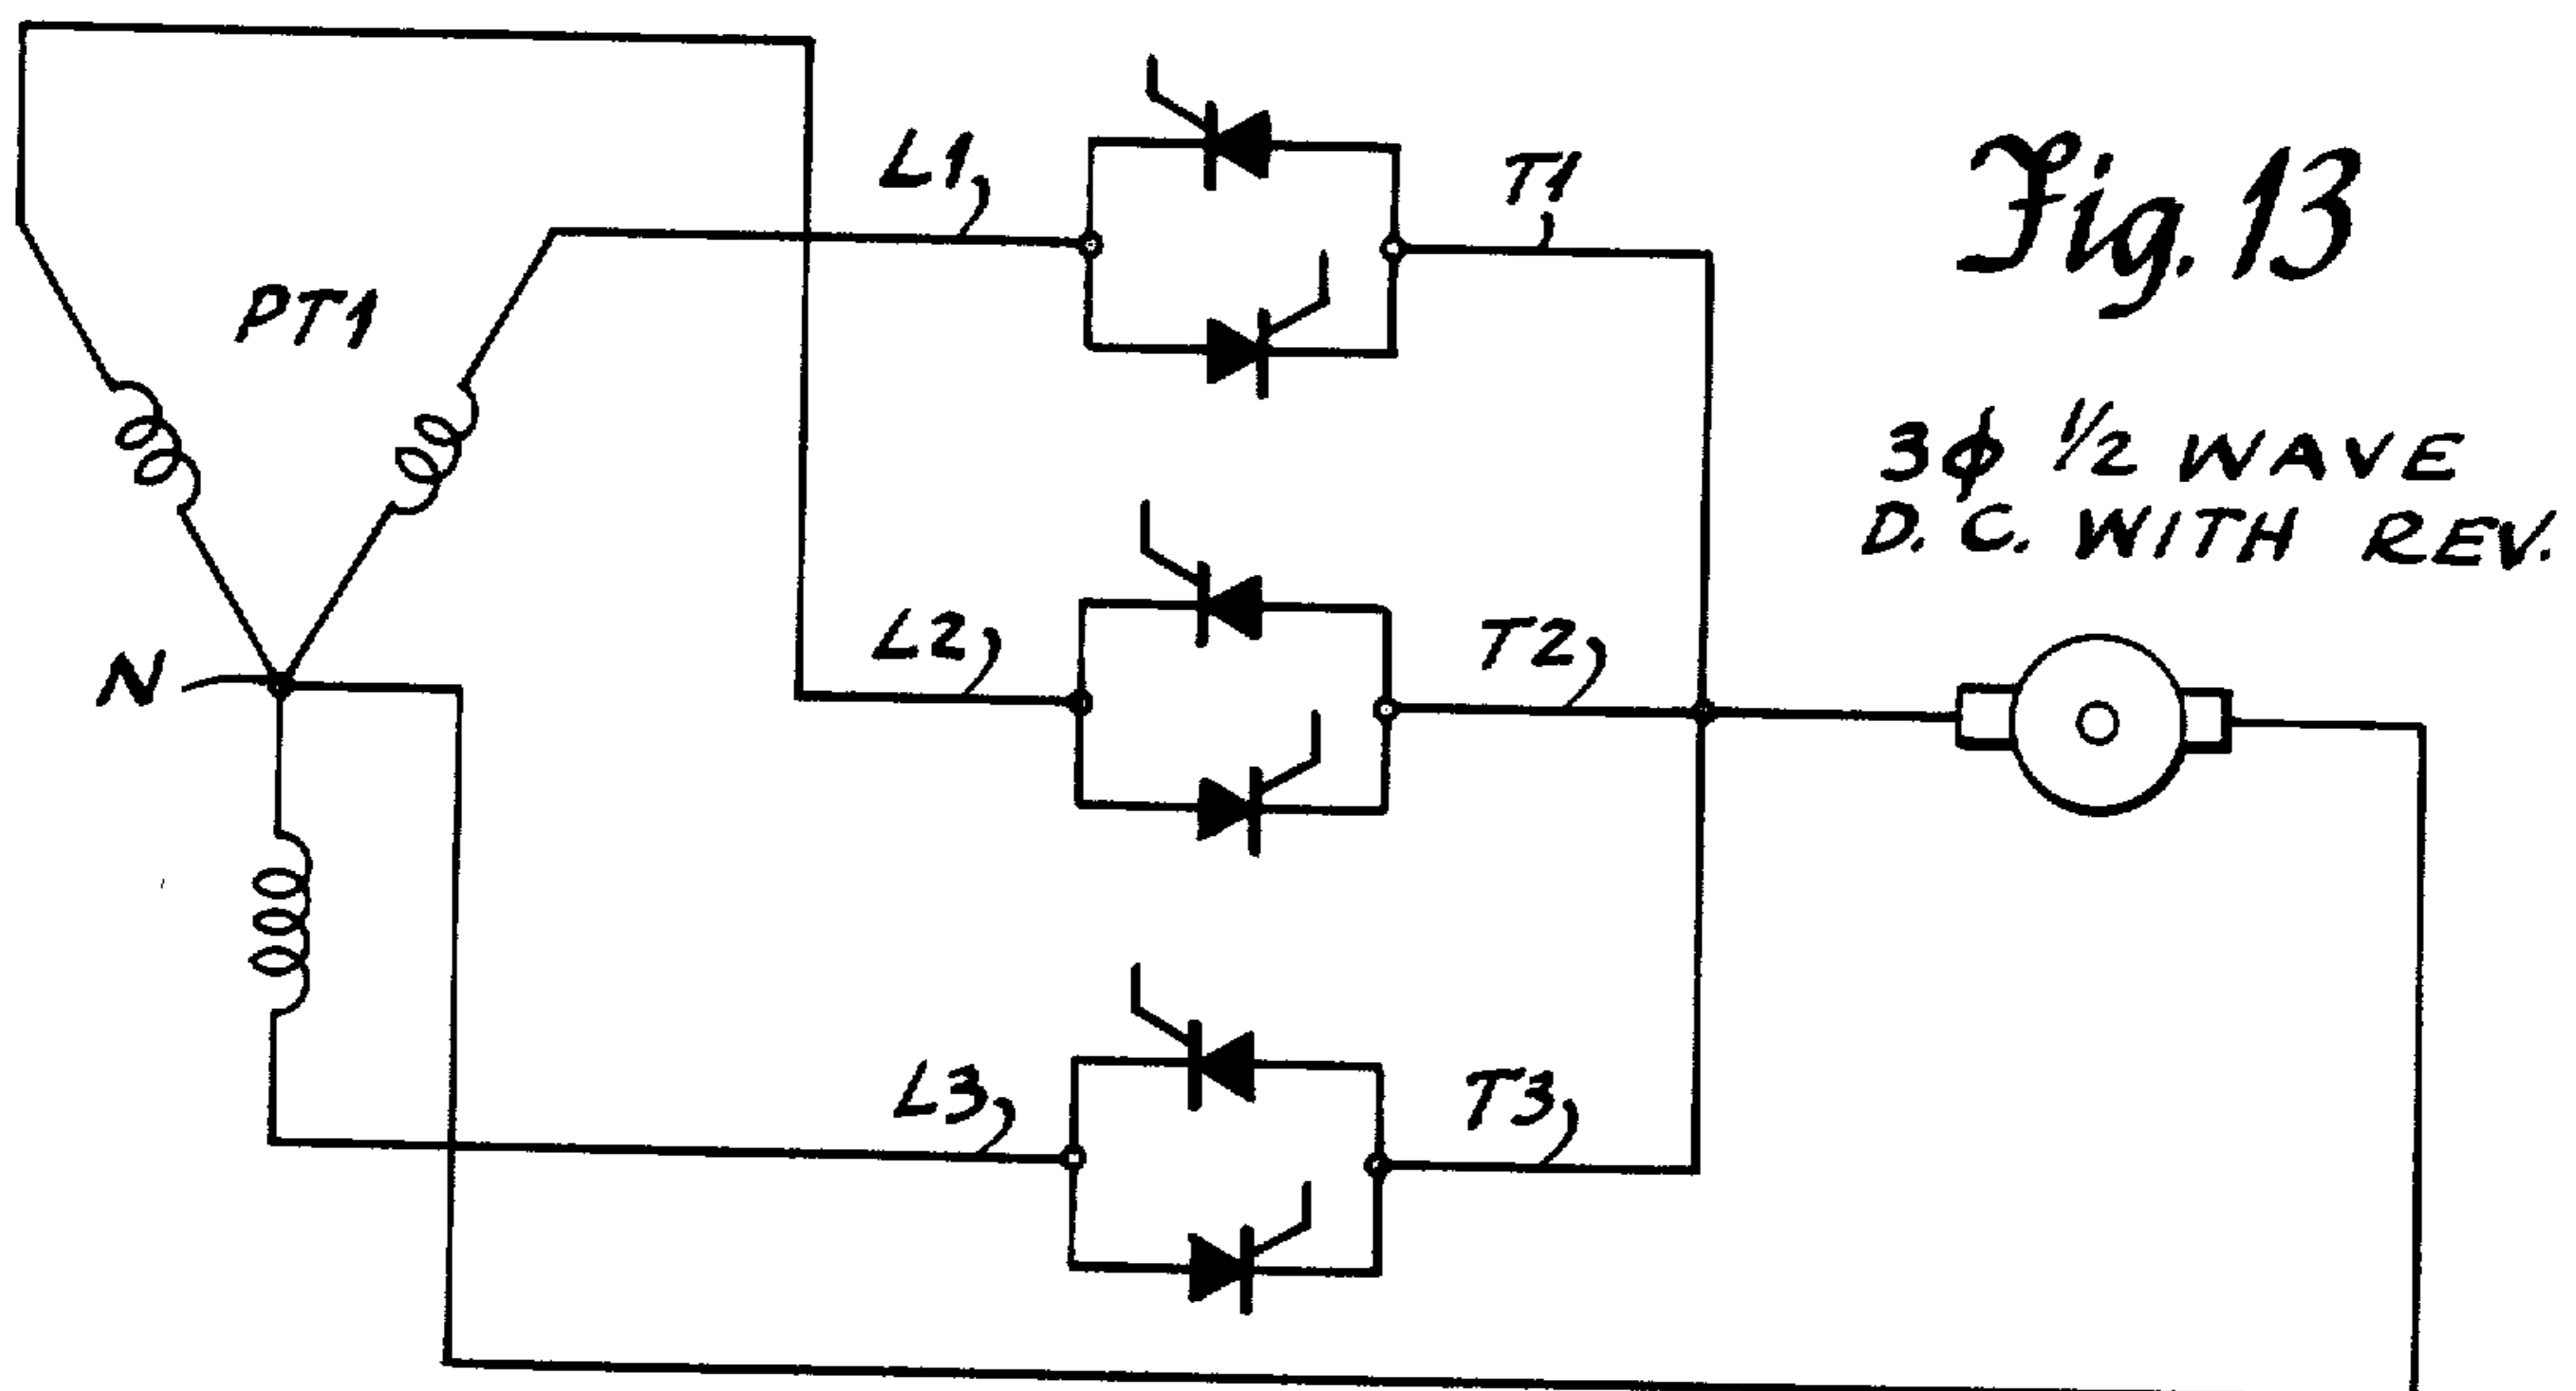 L1
T1
Fig. 13
PT1
3ϕ 1/2 WAVE
D. C. WITH REV.
L2
T2
N
L3
T3